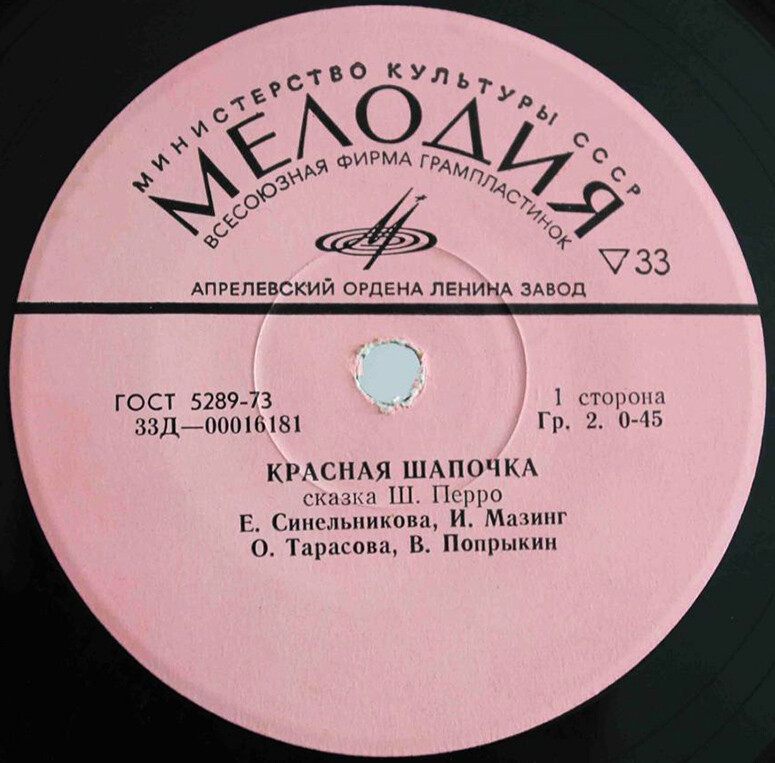 МИНИСТЕРСТВО КУЛЬТУРЫ СССР
МЕЛОДИЯ
ВСЕСОЮЗНАЯ ФИРМА ГРАМПЛАСТИНОК
▽33
АПРЕЛЕВСКИЙ ОРДЕНА ЛЕНИНА ЗАВОД
ГОСТ 5289-73
33Д—00016181
1 сторона
Гр. 2. 0-45
КРАСНАЯ ШАПОЧКА
сказка Ш. Перро
Е. Синельникова, И. Мазинг
О. Тарасова, В. Попрыкин